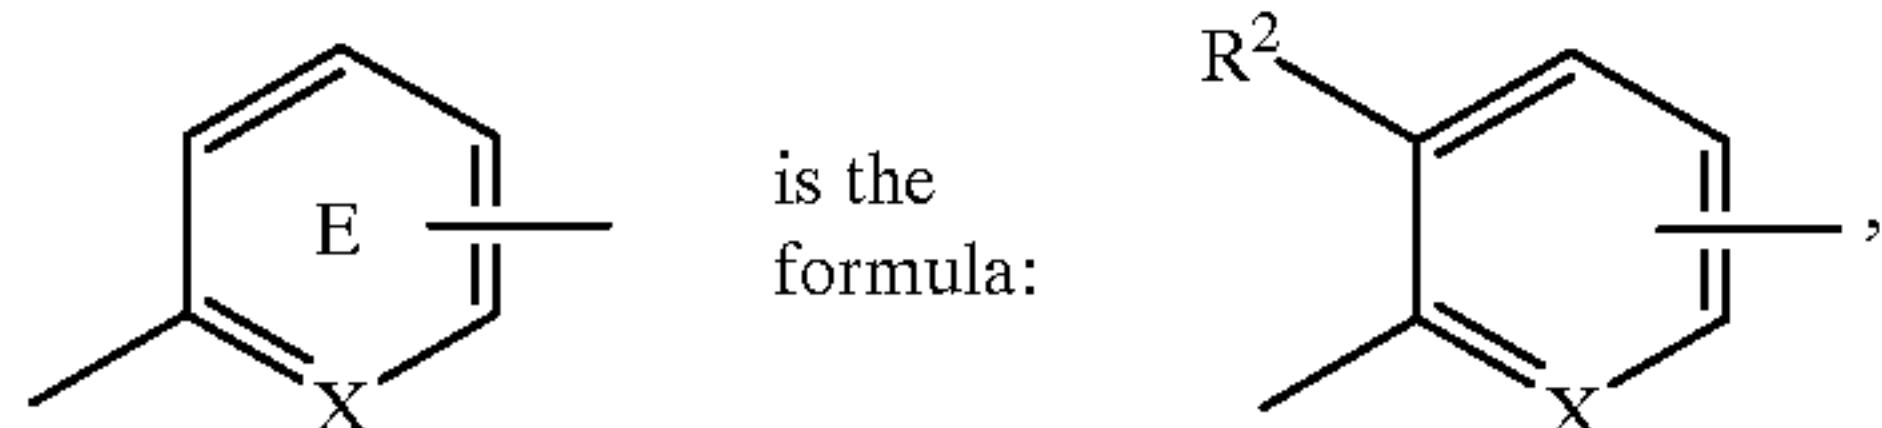 R²
E
is the
formula:
,
X
X